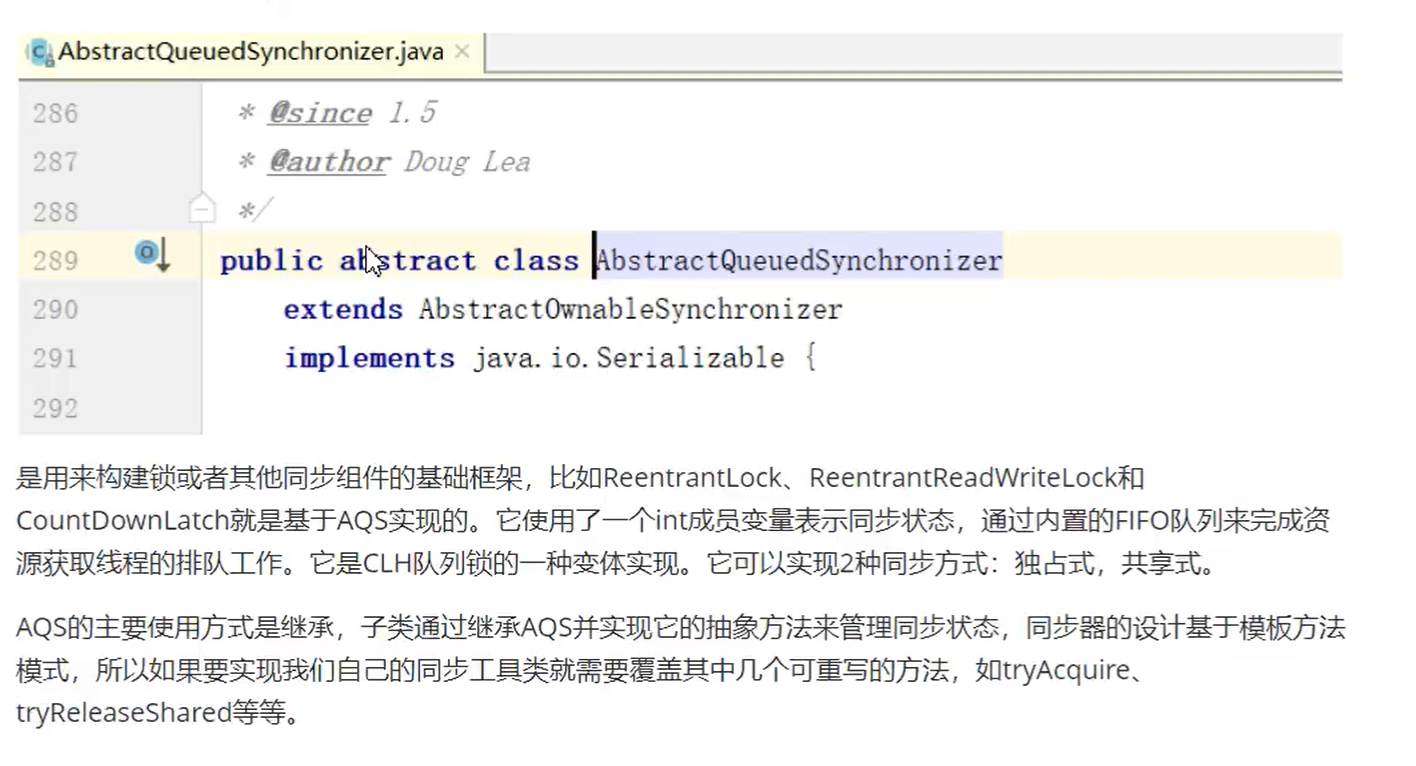 AbstractQueuedSynchronizer.java ×
286 * @since 1.5
287 * @author Doug Lea
288 */
289 public abstract class AbstractQueuedSynchronizer
290 extends AbstractOwnableSynchronizer
291 implements java.io.Serializable {
292
是用来构建锁或者其他同步组件的基础框架，比如ReentrantLock、ReentrantReadWriteLock和
CountDownLatch就是基于AQS实现的。它使用了一个int成员变量表示同步状态，通过内置的FIFO队列来完成资
源获取线程的排队工作。它是CLH队列锁的一种变体实现。它可以实现2种同步方式：独占式，共享式。
AQS的主要使用方式是继承，子类通过继承AQS并实现它的抽象方法来管理同步状态，同步器的设计基于模板方法
模式，所以如果要实现我们自己的同步工具类就需要覆盖其中几个可重写的方法，如tryAcquire、
tryReleaseShared等等。